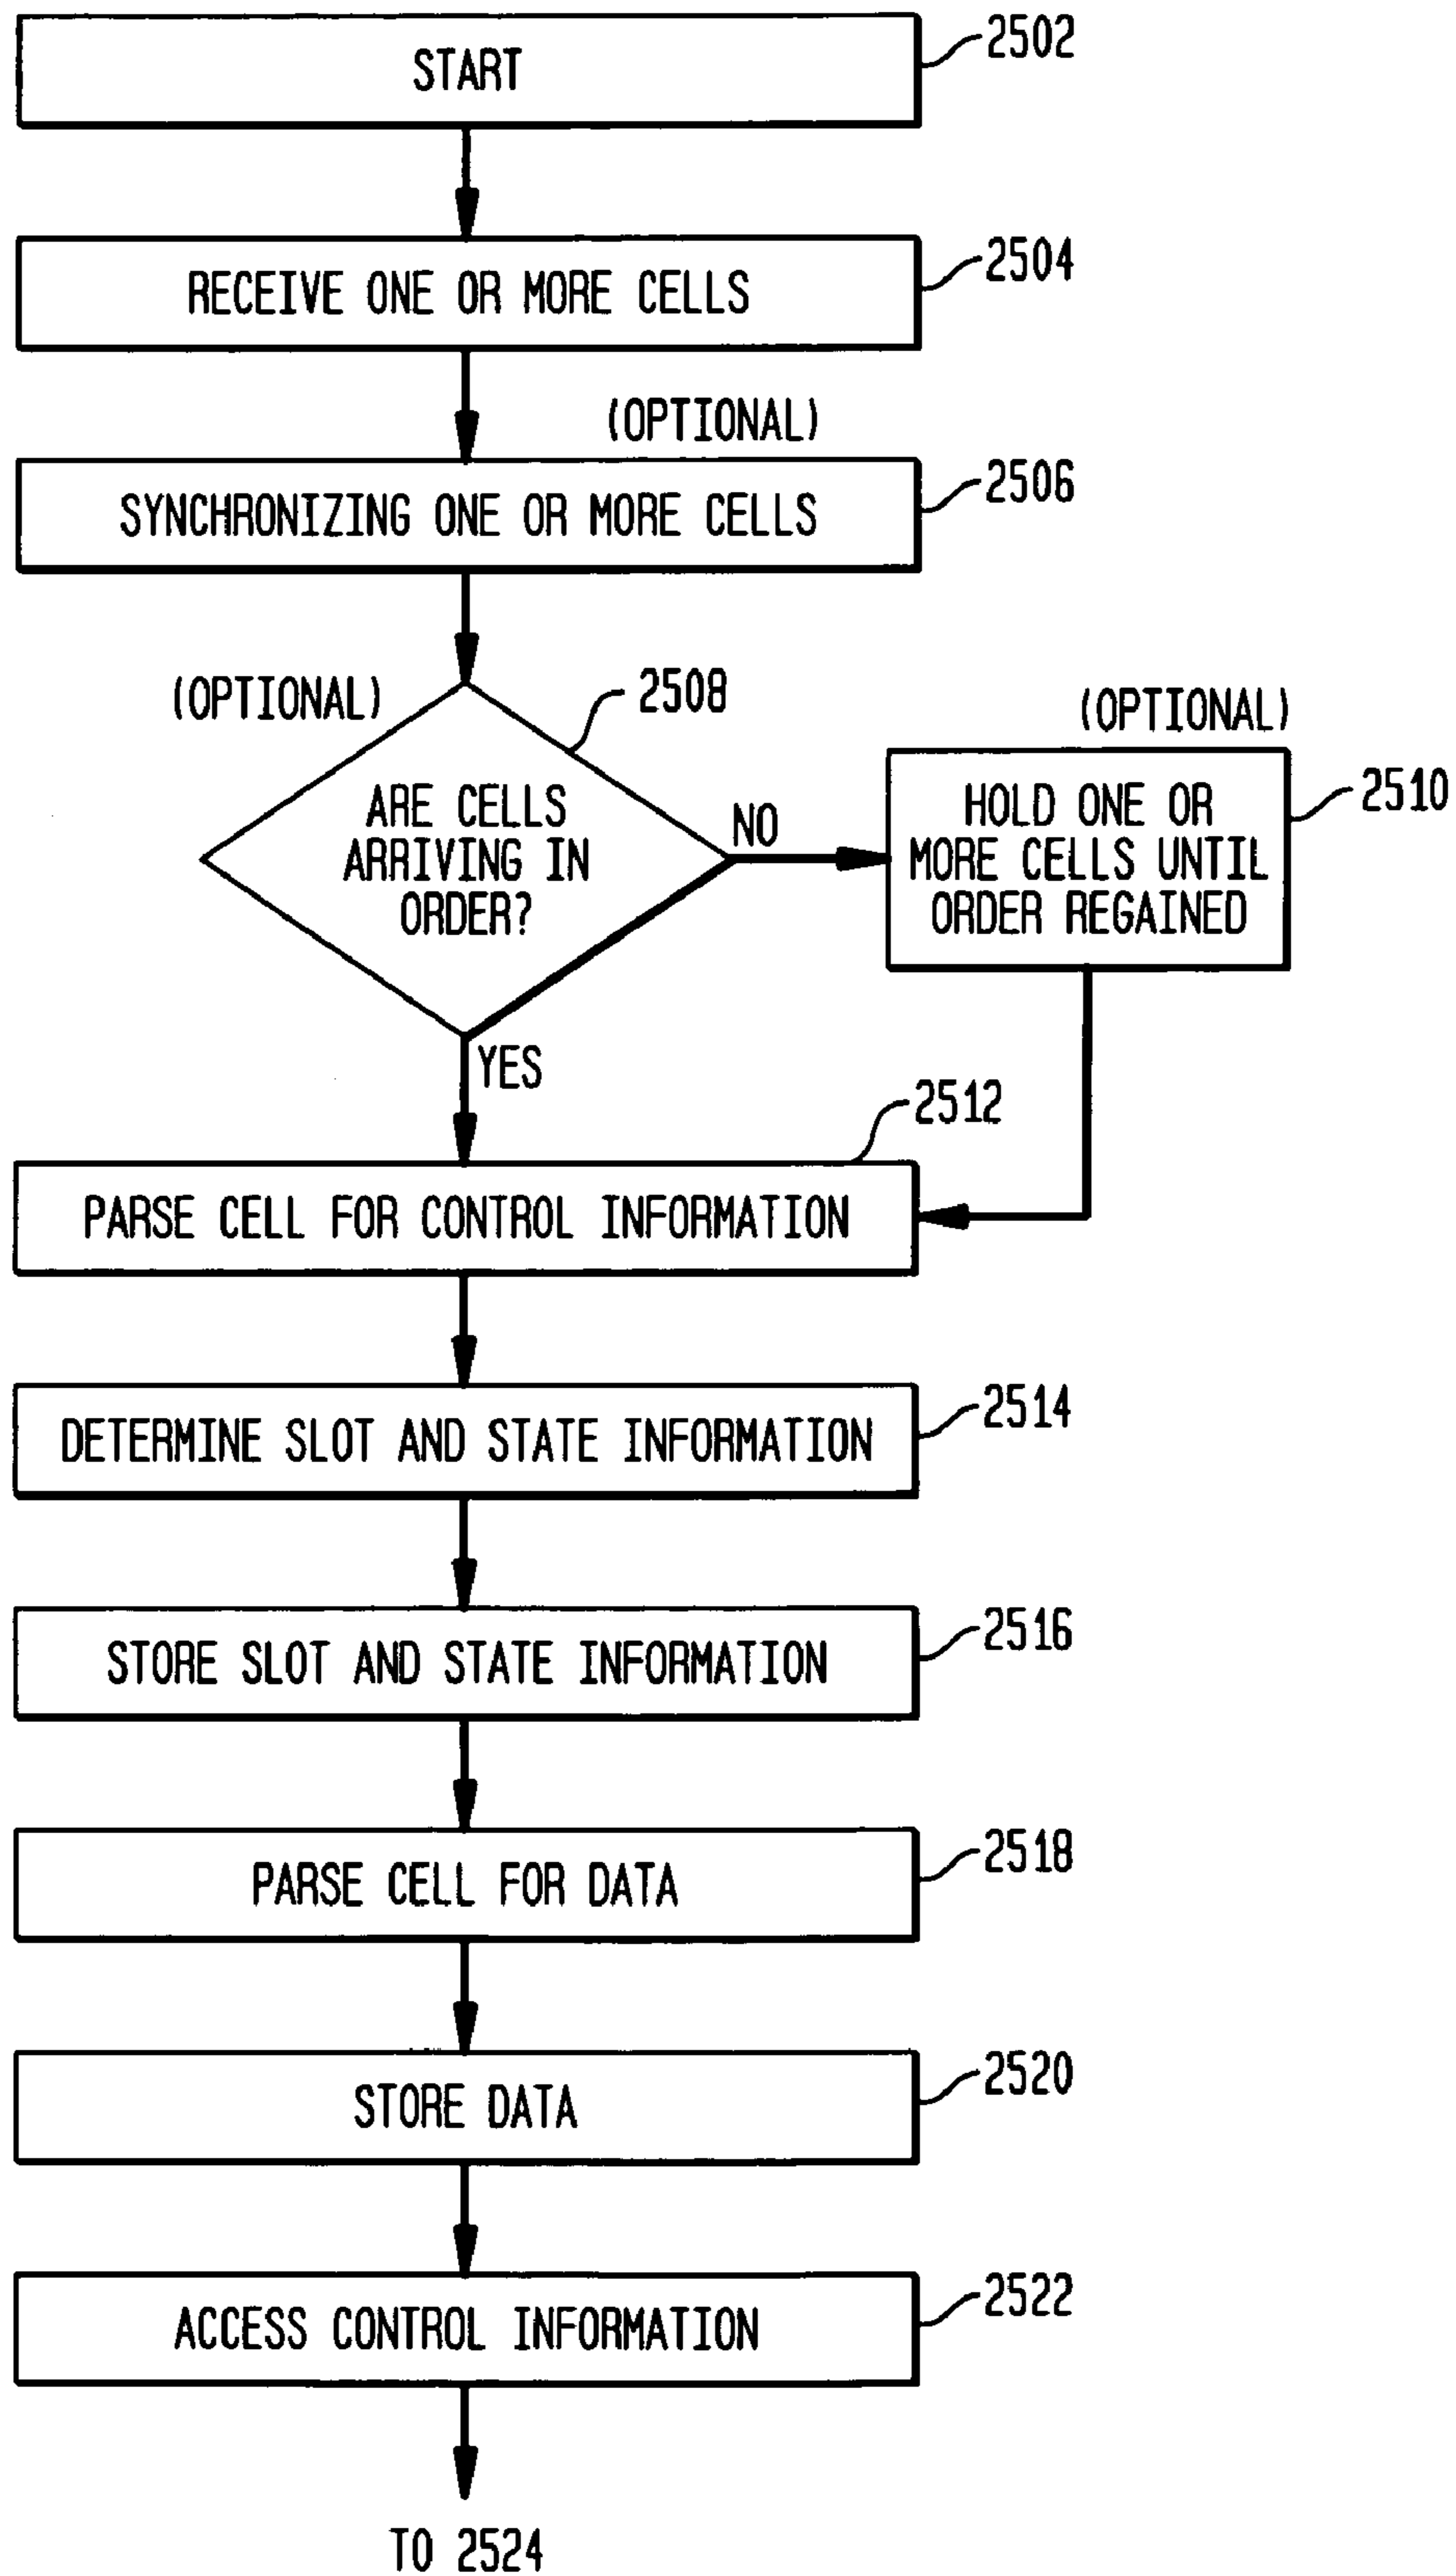 START
2502
RECEIVE ONE OR MORE CELLS
2504
(OPTIONAL)
SYNCHRONIZING ONE OR MORE CELLS
2506
(OPTIONAL)
2508
ARE CELLS
ARRIVING IN
ORDER?
NO
(OPTIONAL)
HOLD ONE OR
MORE CELLS UNTIL
ORDER REGAINED
2510
YES
2512
PARSE CELL FOR CONTROL INFORMATION
DETERMINE SLOT AND STATE INFORMATION
2514
STORE SLOT AND STATE INFORMATION
2516
PARSE CELL FOR DATA
2518
STORE DATA
2520
ACCESS CONTROL INFORMATION
2522
TO 2524